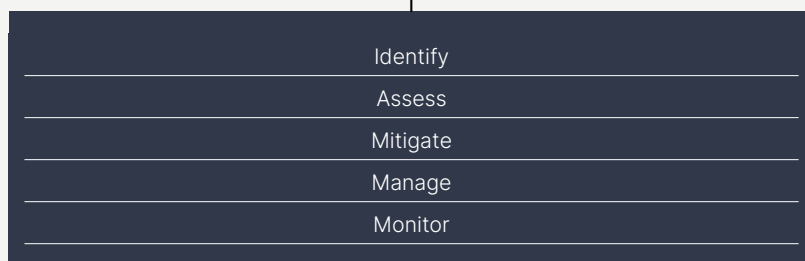 Identify
Assess
Mitigate
Manage
Monitor